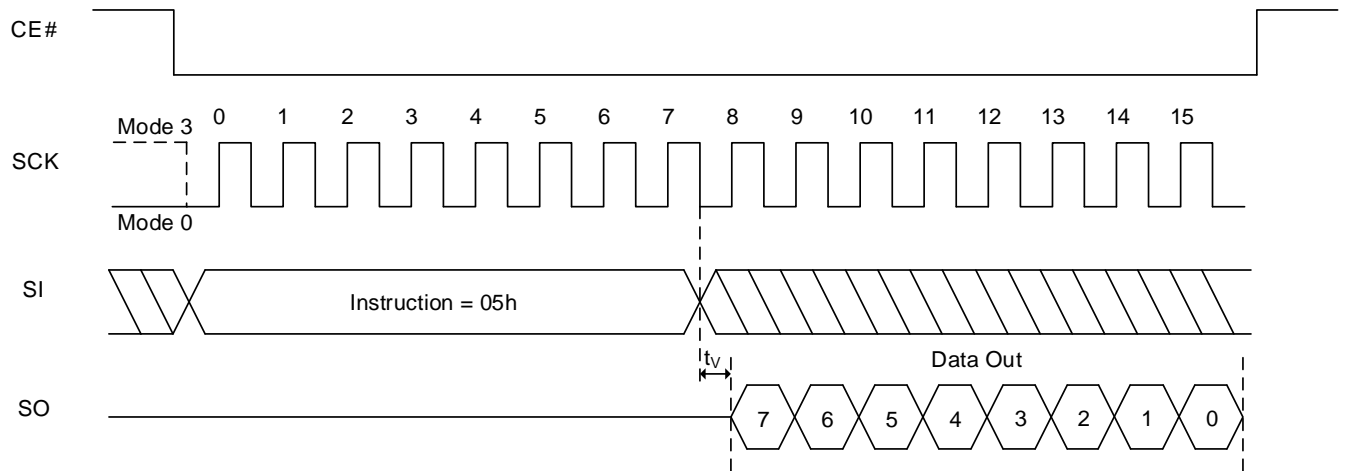 CE#
Mode 3 0 1 2 3 4 5 6 7 8 9 10 11 12 13 14 15
SCK
Mode 0
SI Instruction = 05h
tV Data Out
SO 7 6 5 4 3 2 1 0